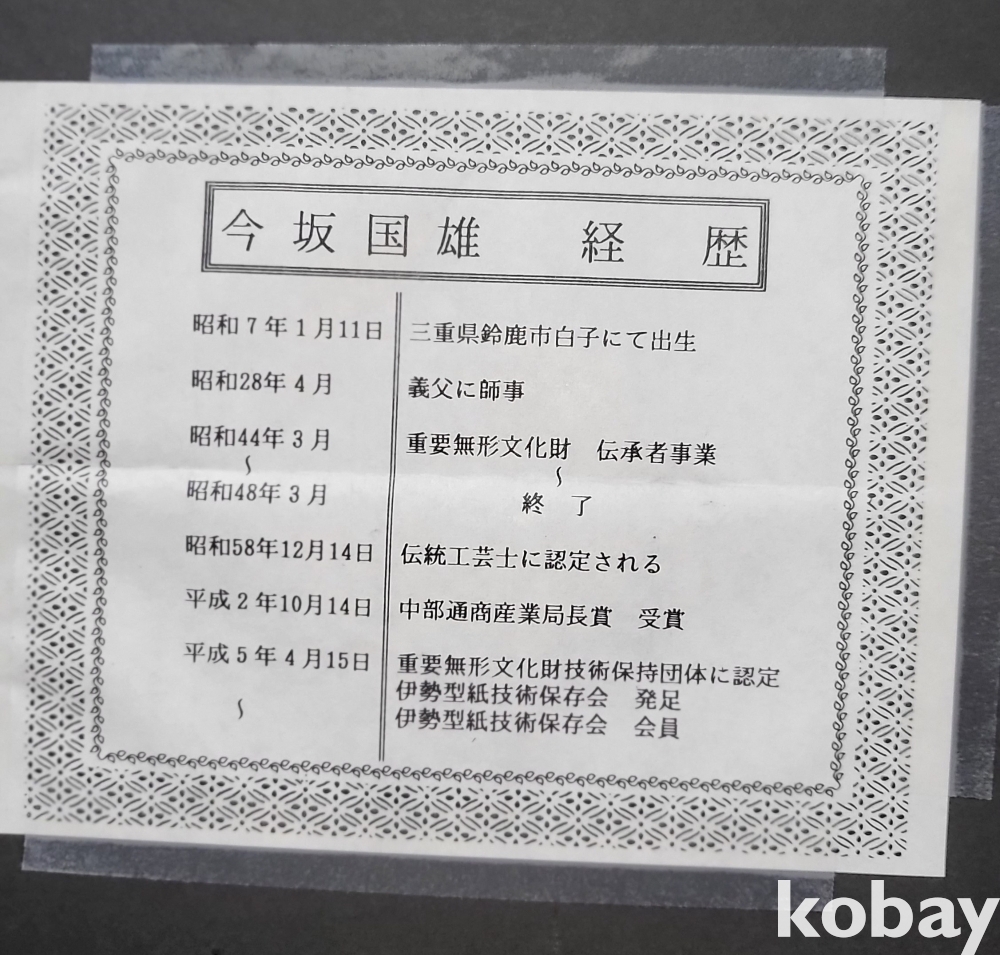 今坂国雄 経 歴
昭和7年1月11日 三重県鈴鹿市白子にて出生
昭和28年4月 義父に師事
昭和44年3月 重要無形文化財 伝承者事業
〜 〜
昭和48年3月 終 了
昭和58年12月14日 伝統工芸士に認定される
平成2年10月14日 中部通商産業局長賞 受賞
平成5年4月15日 重要無形文化財技術保持団体に認定
伊勢型紙技術保存会 発足
〜 伊勢型紙技術保存会 会員
kobay